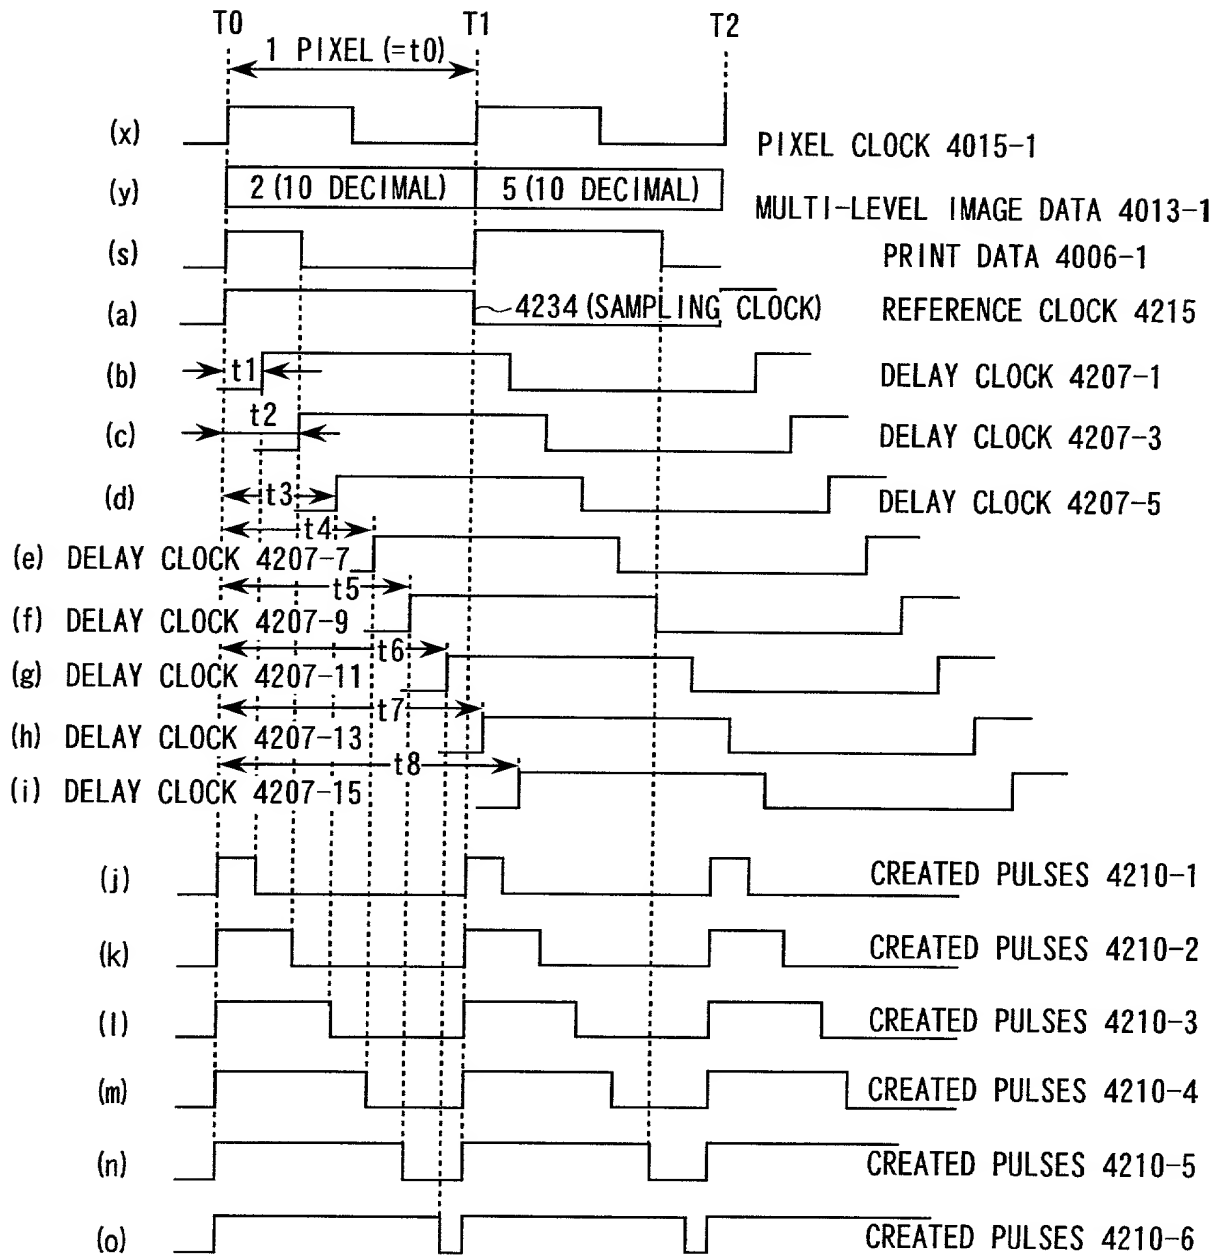 T0 T1 T2
1 PIXEL (=t0)
(x) PIXEL CLOCK 4015-1
(y) 2 (10 DECIMAL) 5 (10 DECIMAL) MULTI-LEVEL IMAGE DATA 4013-1
(s) PRINT DATA 4006-1
(a) 4234 (SAMPLING CLOCK) REFERENCE CLOCK 4215
(b) t1 DELAY CLOCK 4207-1
t2
(c) DELAY CLOCK 4207-3
(d) t3 DELAY CLOCK 4207-5
t4
(e) DELAY CLOCK 4207-7
t5
(f) DELAY CLOCK 4207-9
t6
(g) DELAY CLOCK 4207-11
t7
(h) DELAY CLOCK 4207-13
t8
(i) DELAY CLOCK 4207-15
(j) CREATED PULSES 4210-1
(k) CREATED PULSES 4210-2
(l) CREATED PULSES 4210-3
(m) CREATED PULSES 4210-4
(n) CREATED PULSES 4210-5
(o) CREATED PULSES 4210-6